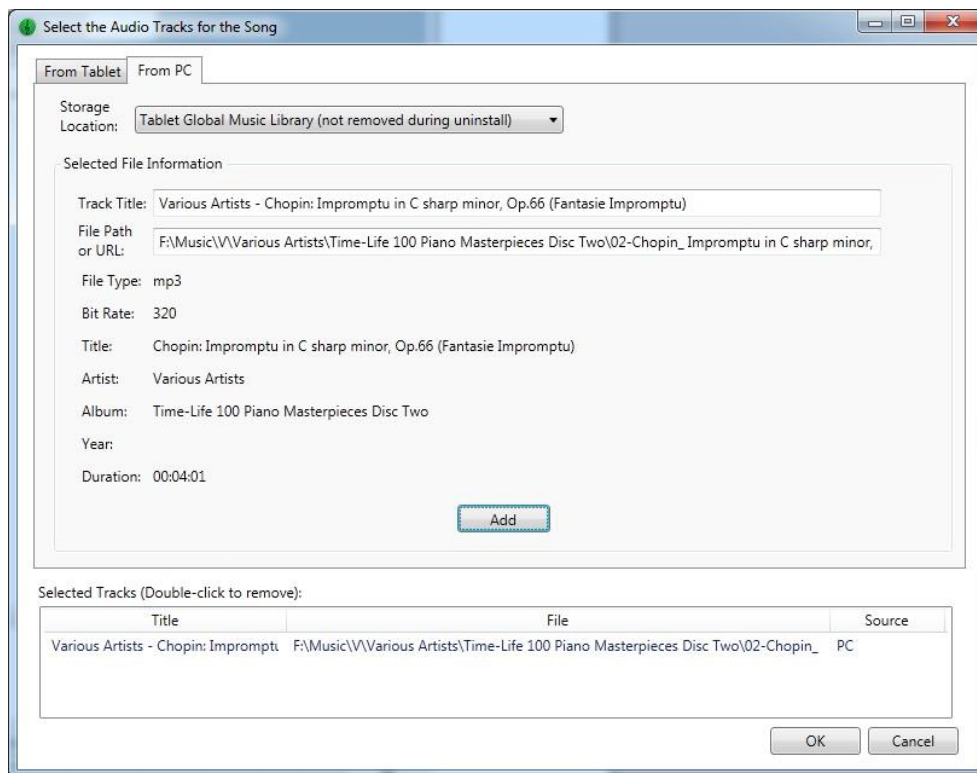 Select the Audio Tracks for the Song
From Tablet From PC
Storage
Location:
Tablet Global Music Library (not removed during uninstall)
Selected File Information
Track Title: Various Artists - Chopin: Impromptu in C sharp minor, Op.66 (Fantasie Impromptu)
File Path
or URL:
F:\Music\V\Various Artists\Time-Life 100 Piano Masterpieces Disc Two\02-Chopin_ Impromptu in C sharp minor,
File Type: mp3
Bit Rate: 320
Title: Chopin: Impromptu in C sharp minor, Op.66 (Fantasie Impromptu)
Artist: Various Artists
Album: Time-Life 100 Piano Masterpieces Disc Two
Year:
Duration: 00:04:01
Add
Selected Tracks (Double-click to remove):
Title File Source
Various Artists - Chopin: Impromptu F:\Music\V\Various Artists\Time-Life 100 Piano Masterpieces Disc Two\02-Chopin_ PC
OK Cancel